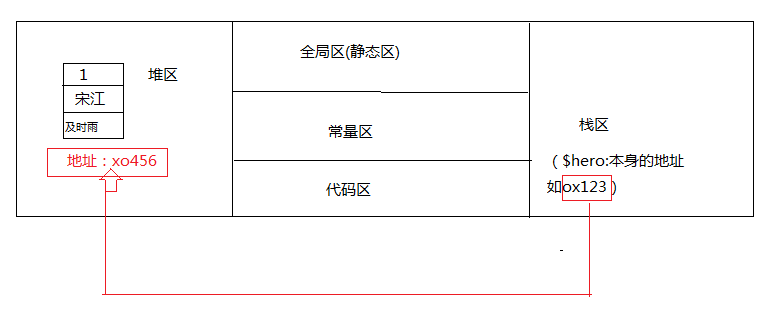 1
宋江
及时雨
堆区
地址：xo456
全局区(静态区)
常量区
代码区
栈区
（$hero:本身的地址
如ox123）
-